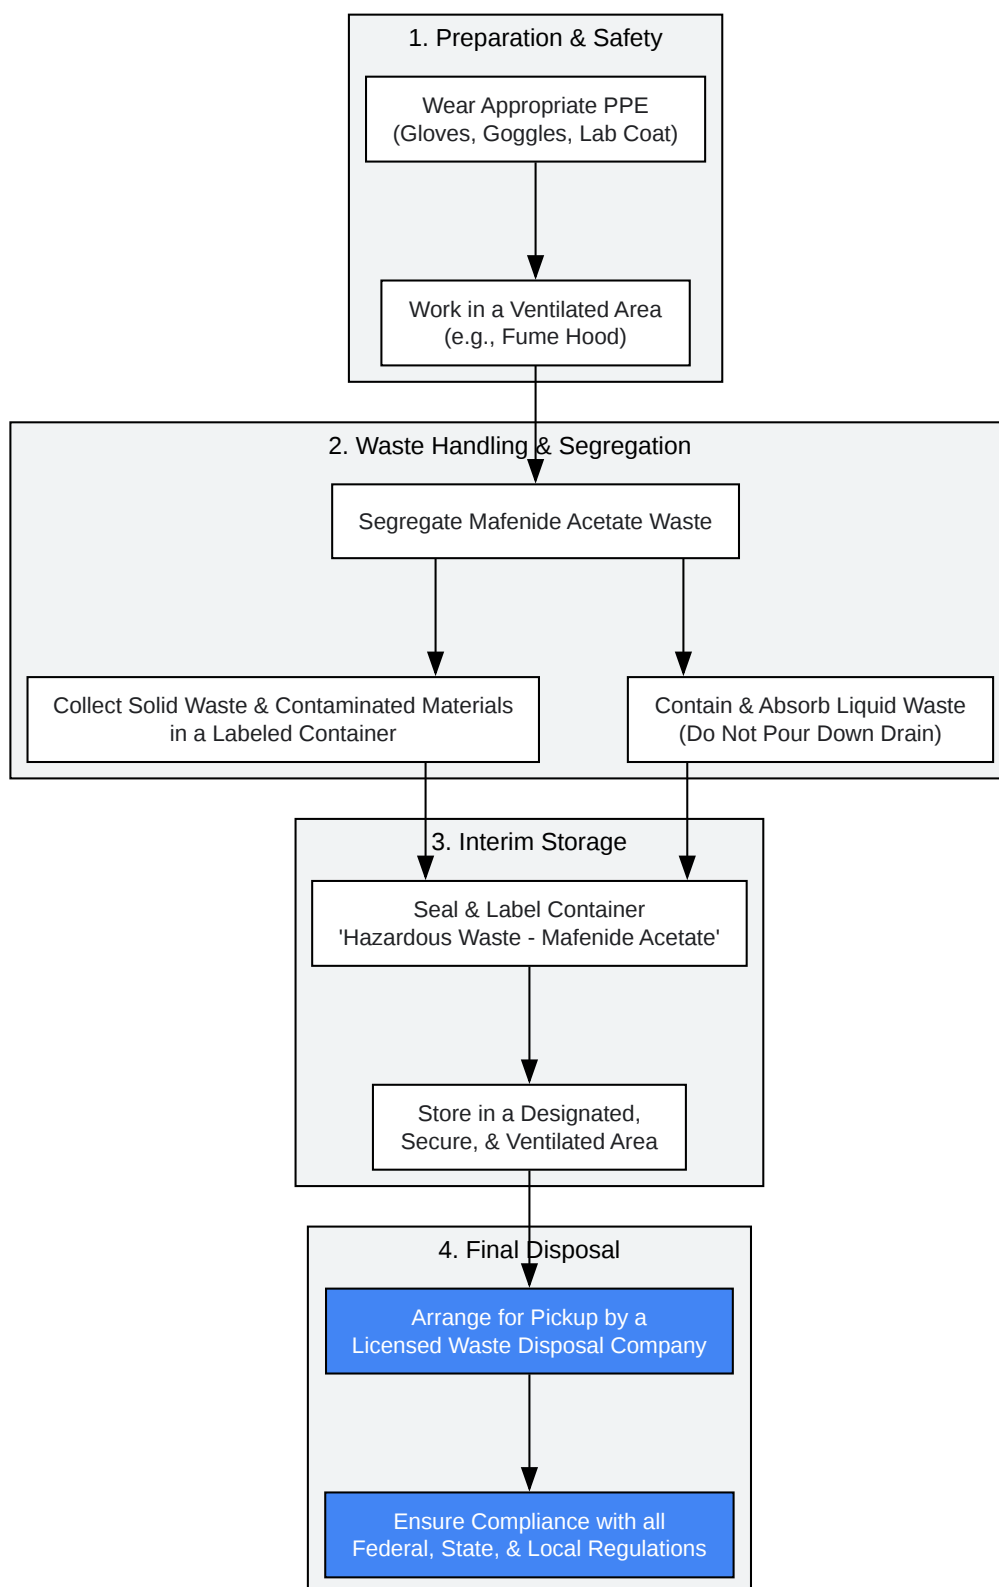 1. Preparation & Safety
Wear Appropriate PPE
(Gloves, Goggles, Lab Coat)
Work in a Ventilated Area
(e.g., Fume Hood)
2. Waste Handling & Segregation
Segregate Mafenide Acetate Waste
Collect Solid Waste & Contaminated Materials
in a Labeled Container
Contain & Absorb Liquid Waste
(Do Not Pour Down Drain)
3. Interim Storage
Seal & Label Container
'Hazardous Waste - Mafenide Acetate'
Store in a Designated,
Secure, & Ventilated Area
4. Final Disposal
Arrange for Pickup by a
Licensed Waste Disposal Company
Ensure Compliance with all
Federal, State, & Local Regulations